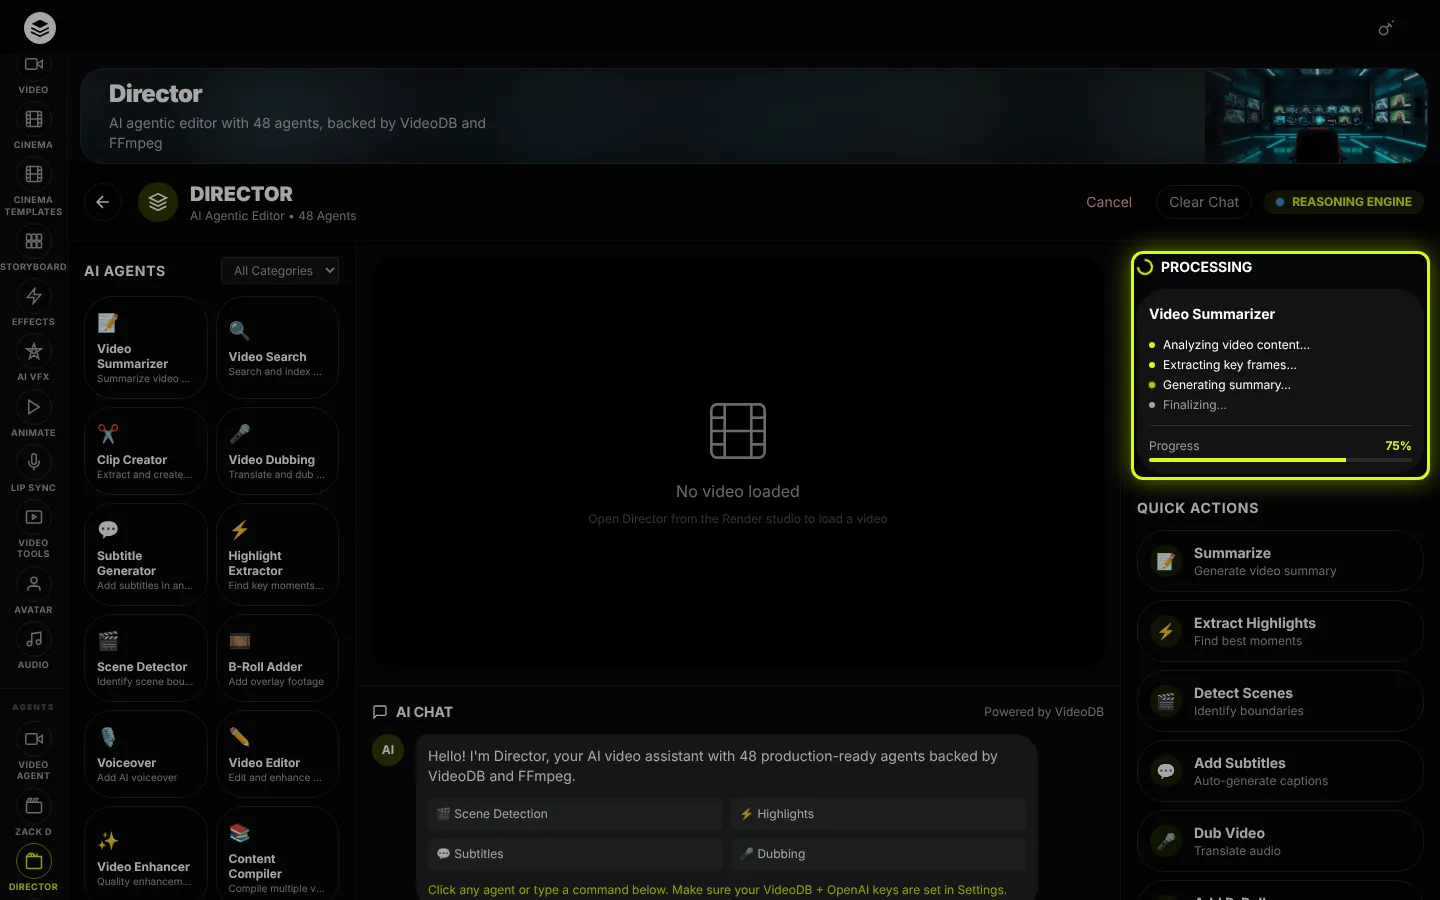 VIDEO
CINEMA
CINEMA
TEMPLATES
STORYBOARD
EFFECTS
AI VFX
ANIMATE
LIP SYNC
VIDEO
TOOLS
AVATAR
AUDIO
AGENTS
VIDEO
AGENT
ZACK D
DIRECTOR
Director
AI agentic editor with 48 agents, backed by VideoDB and
FFmpeg
DIRECTOR
AI Agentic Editor • 48 Agents
Cancel
Clear Chat
REASONING ENGINE
AI AGENTS
All Categories
Video
Summarizer
Summarize video ...
Video Search
Search and index ...
Clip Creator
Extract and create...
Video Dubbing
Translate and dub ...
Subtitle
Generator
Add subtitles in an...
Highlight
Extractor
Find key moments...
Scene Detector
Identify scene bou...
B-Roll Adder
Add overlay footage
Voiceover
Add AI voiceover
Video Editor
Edit and enhance ...
Video Enhancer
Quality enhancem...
Content
Compiler
Compile multiple v...
No video loaded
Open Director from the Render studio to load a video
AI CHAT
Powered by VideoDB
AI
Hello! I'm Director, your AI video assistant with 48 production-ready agents backed by
VideoDB and FFmpeg.
Scene Detection
Highlights
Subtitles
Dubbing
Click any agent or type a command below. Make sure your VideoDB + OpenAI keys are set in Settings.
PROCESSING
Video Summarizer
Analyzing video content...
Extracting key frames...
Generating summary...
Finalizing...
Progress
75%
QUICK ACTIONS
Summarize
Generate video summary
Extract Highlights
Find best moments
Detect Scenes
Identify boundaries
Add Subtitles
Auto-generate captions
Dub Video
Translate audio